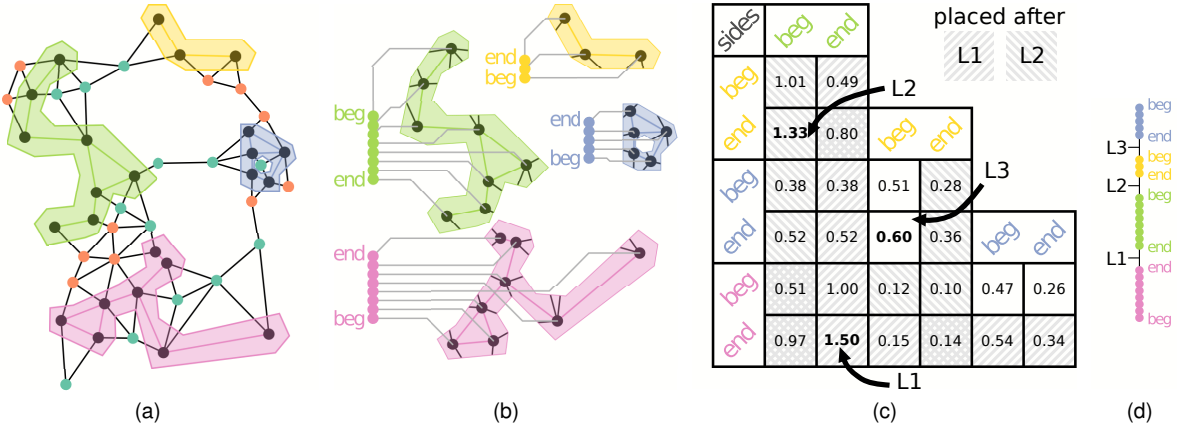 end
beg
beg
end
end
beg
end
beg
sides
beg
end
placed after
L1
L2
beg
1.01
0.49
L2
end
1.33
0.80
beg
end
beg
0.38
0.38
0.51
0.28
L3
end
0.52
0.52
0.60
0.36
beg
end
beg
0.51
1.00
0.12
0.10
0.47
0.26
end
0.97
1.50
0.15
0.14
0.54
0.34
L1
beg
end
L3
beg
end
L2
beg
end
L1
end
beg
(a)
(b)
(c)
(d)